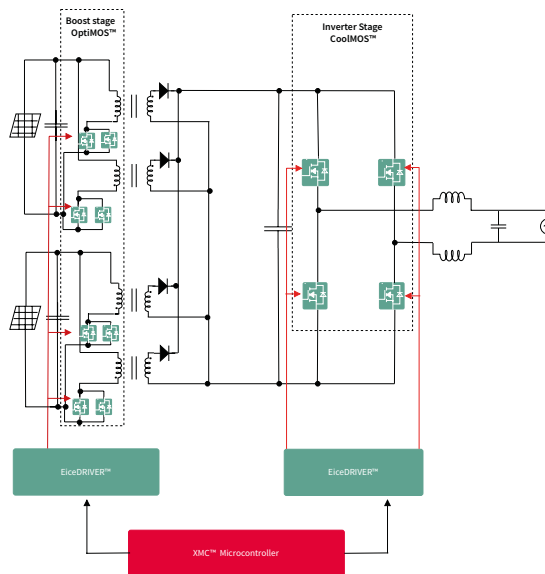 Boost stage
OptiMOS™
Inverter Stage
CoolMOS™
EiceDRIVER™
EiceDRIVER™
XMC™ Microcontroller